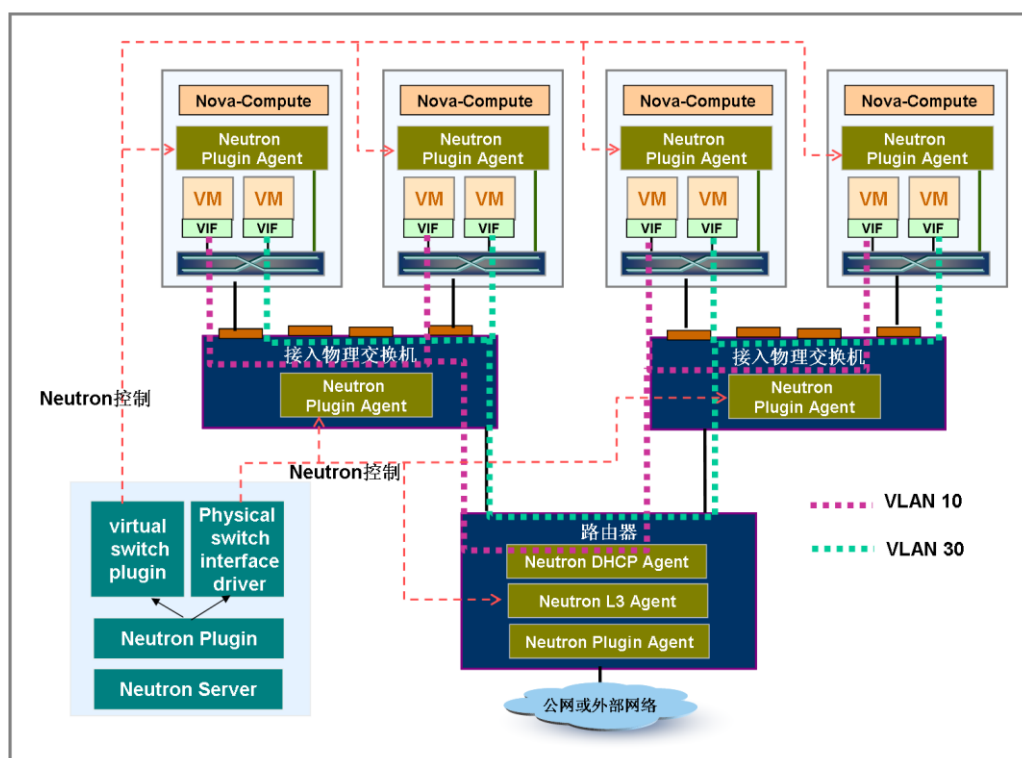 Nova-Compute
Neutron
Plugin Agent
VM
VM
VIF
VIF
Nova-Compute
Neutron
Plugin Agent
VM
VM
VIF
VIF
Nova-Compute
Neutron
Plugin Agent
VM
VM
VIF
VIF
Nova-Compute
Neutron
Plugin Agent
VM
VM
VIF
VIF
接入物理交换机
Neutron
Plugin Agent
接入物理交换机
Neutron
Plugin Agent
Neutron控制
Neutron控制
virtual
switch
plugin
Physical
switch
interface
driver
Neutron Plugin
Neutron Server
路由器
Neutron DHCP Agent
Neutron L3 Agent
Neutron Plugin Agent
公网或外部网络
VLAN 10
VLAN 30